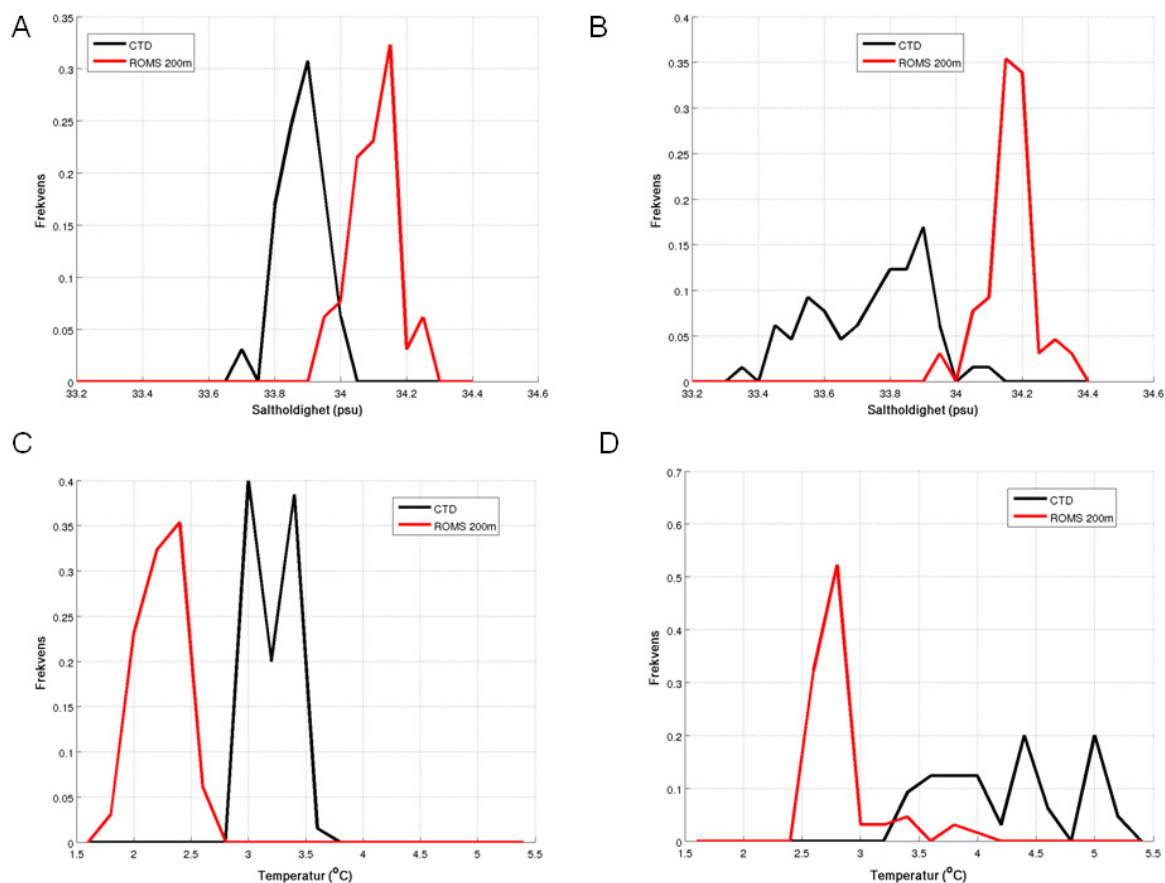 A
0.35
0.3
0.25
0.2
0.15
0.1
0.05
0
Frekvens
CTD
ROMS 200m
33.2 33.4 33.6 33.8 34 34.2 34.4 34.6
Saltholdighet (psu)
B
0.4
0.35
0.3
0.25
0.2
0.15
0.1
0.05
0
Frekvens
CTD
ROMS 200m
33.2 33.4 33.6 33.8 34 34.2 34.4 34.6
Saltholdighet (psu)
C
0.4
0.35
0.3
0.25
0.2
0.15
0.1
0.05
0
Frekvens
CTD
ROMS 200m
1.5 2 2.5 3 3.5 4 4.5 5 5.5
Temperatur (°C)
D
0.7
0.6
0.5
0.4
0.3
0.2
0.1
0
Frekvens
CTD
ROMS 200m
1.5 2 2.5 3 3.5 4 4.5 5 5.5
Temperatur (°C)